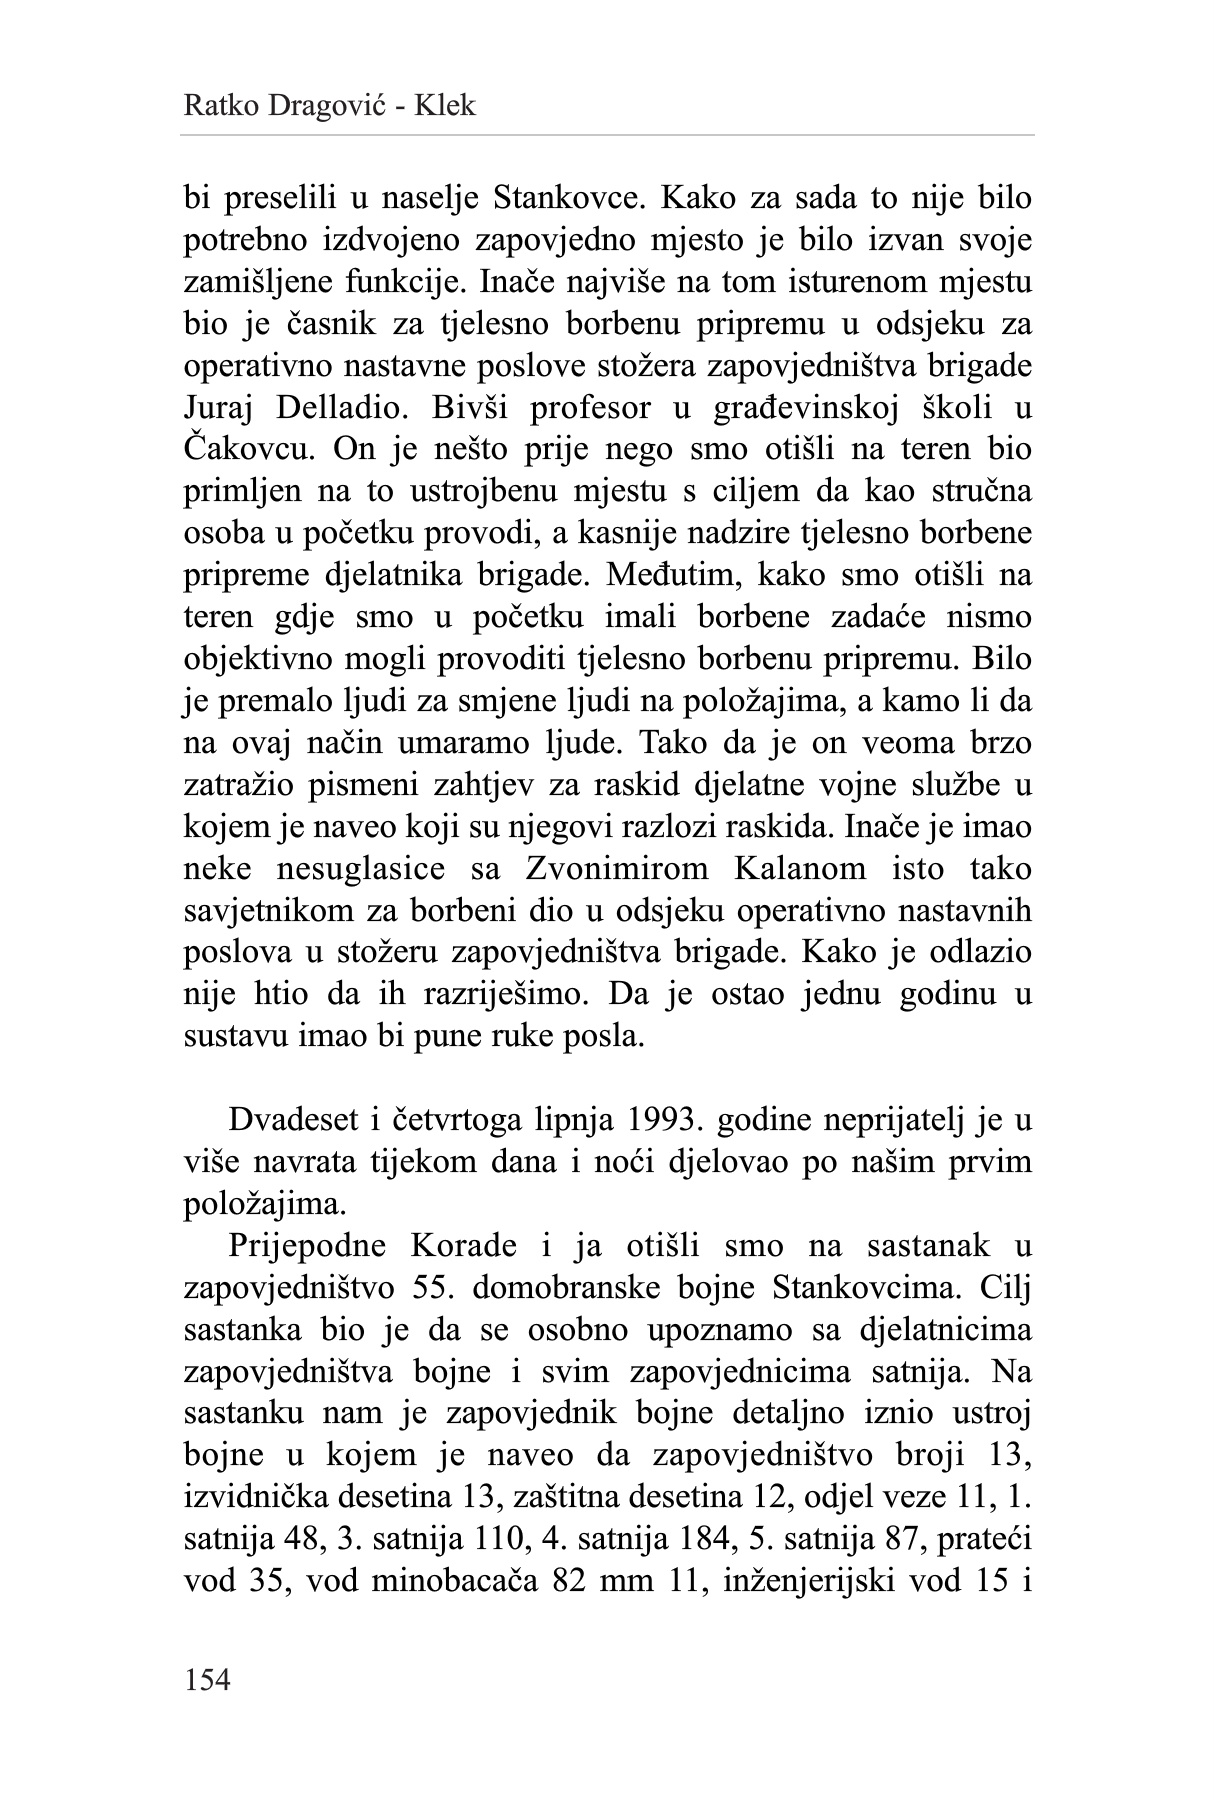 Ratko Dragović - Klek
bi preselili u naselje Stankovce. Kako za sada to nije bilo
potrebno izdvojeno zapovjedno mjesto je bilo izvan svoje
zamišljene funkcije. Inače najviše na tom isturenom mjestu
bio je časnik za tjelesno borbenu pripremu u odsjeku za
operativno nastavne poslove stožera zapovjedništva brigade
Juraj Delladio. Bivši profesor u građevinskoj školi u
Čakovcu. On je nešto prije nego smo otišli na teren bio
primljen na to ustrojbenu mjestu s ciljem da kao stručna
osoba u početku provodi, a kasnije nadzire tjelesno borbene
pripreme djelatnika brigade. Međutim, kako smo otišli na
teren gdje smo u početku imali borbene zadaće nismo
objektivno mogli provoditi tjelesno borbenu pripremu. Bilo
je premalo ljudi za smjene ljudi na položajima, a kamo li da
na ovaj način umaramo ljude. Tako da je on veoma brzo
zatražio pismeni zahtjev za raskid djelatne vojne službe u
kojem je naveo koji su njegovi razlozi raskida. Inače je imao
neke nesuglasice sa Zvonimirom Kalanom isto tako
savjetnikom za borbeni dio u odsjeku operativno nastavnih
poslova u stožeru zapovjedništva brigade. Kako je odlazio
nije htio da ih razriješimo. Da je ostao jednu godinu u
sustavu imao bi pune ruke posla.
Dvadeset i četvrtoga lipnja 1993. godine neprijatelj je u
više navrata tijekom dana i noći djelovao po našim prvim
položajima.
Prijepodne Korade i ja otišli smo na sastanak u
zapovjedništvo 55. domobranske bojne Stankovcima. Cilj
sastanka bio je da se osobno upoznamo sa djelatnicima
zapovjedništva bojne i svim zapovjednicima satnija. Na
sastanku nam je zapovjednik bojne detaljno iznio ustroj
bojne u kojem je naveo da zapovjedništvo broji 13,
izvidnička desetina 13, zaštitna desetina 12, odjel veze 11, 1.
satnija 48, 3. satnija 110, 4. satnija 184, 5. satnija 87, prateći
vod 35, vod minobacača 82 mm 11, inženjerijski vod 15 i
154